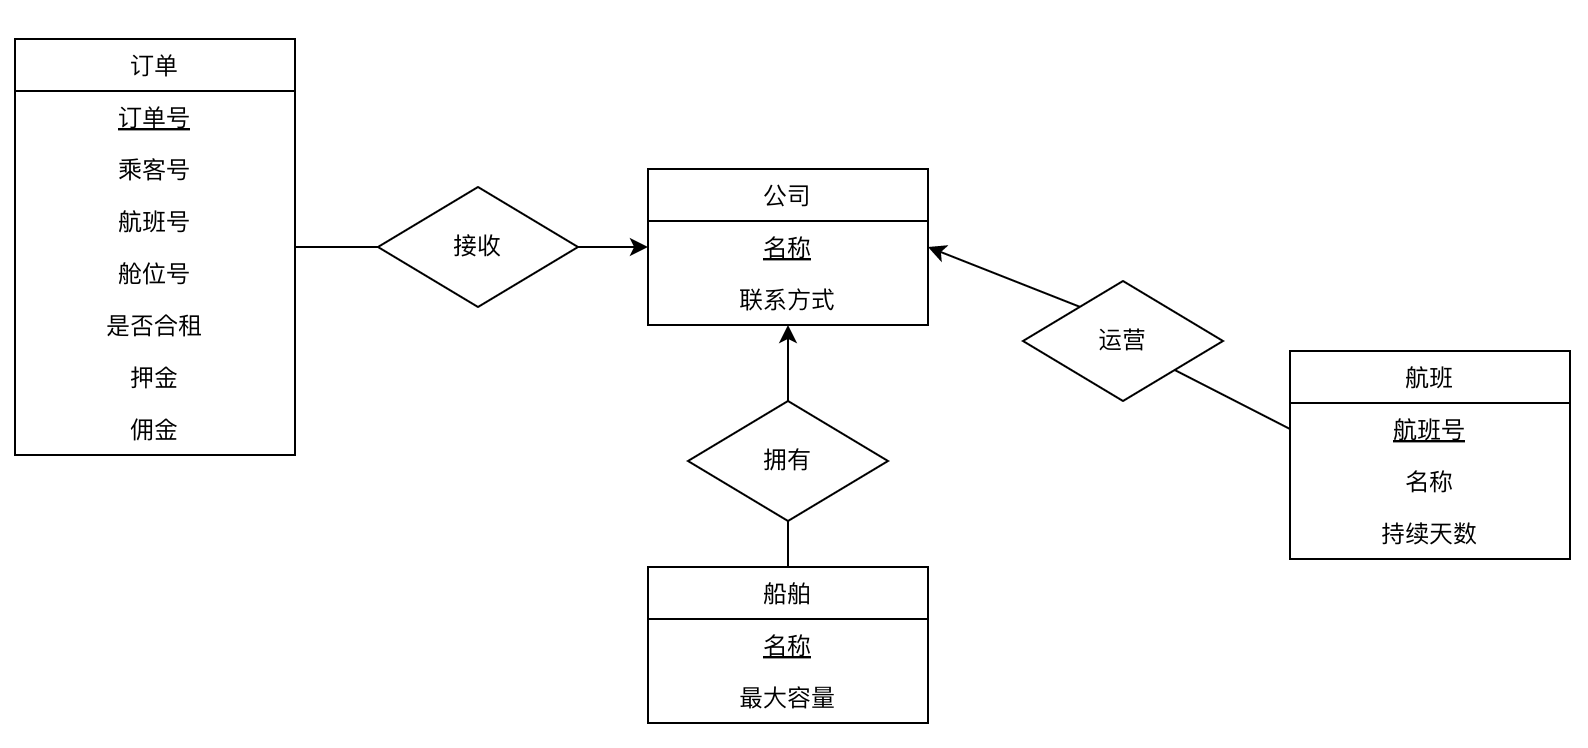 订单
订单号
乘客号
航班号
舱位号
是否合租
押金
佣金
接收
公司
名称
联系方式
运营
拥有
航班
航班号
名称
持续天数
船舶
名称
最大容量